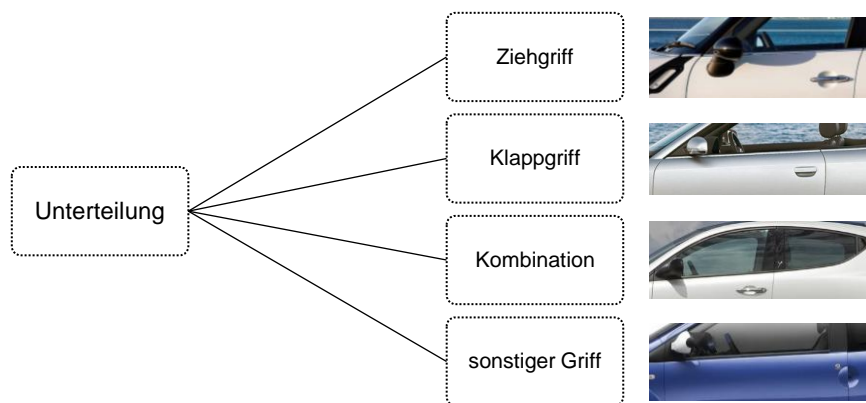 Ziehgriff
Klappgriff
Unterteilung
Kombination
sonstiger Griff